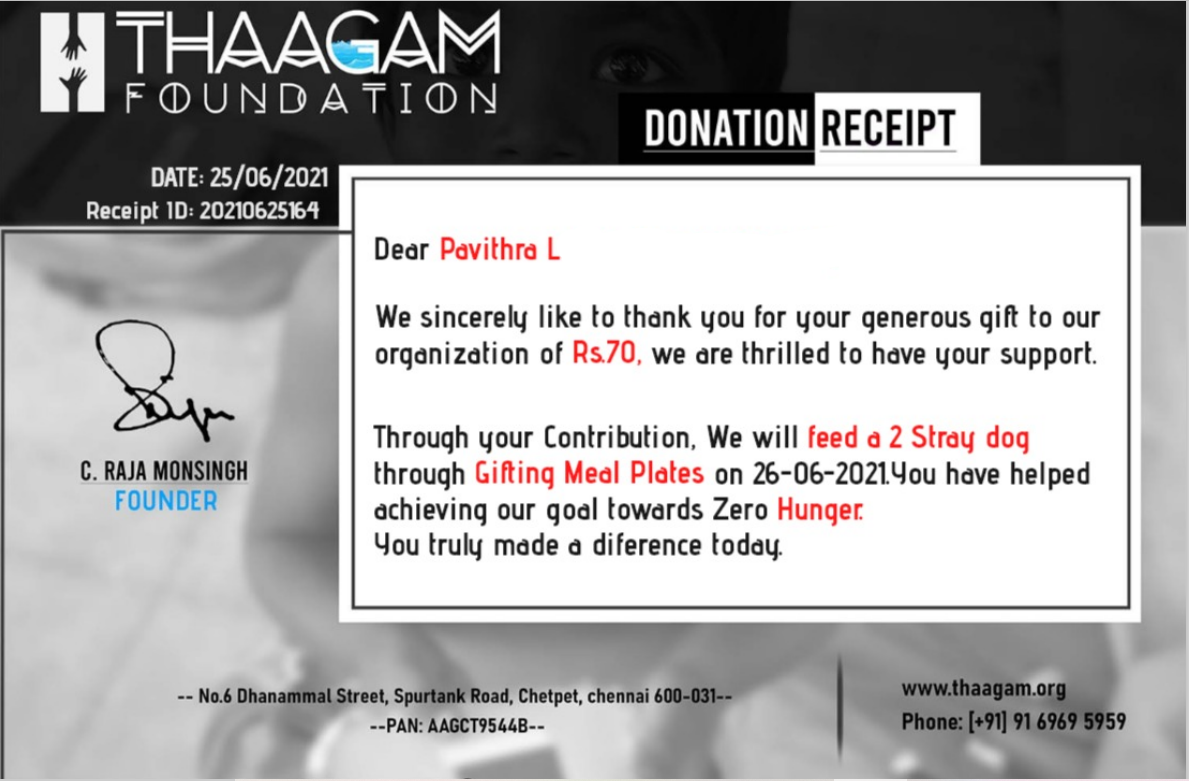 THAAGAM
FOUNDATION
DONATION RECEIPT
DATE: 25/06/2021
Receipt ID: 20210625164
Dear Pavithra L
We sincerely like to thank you for your generous gift to our
organization of Rs.70, we are thrilled to have your support.
Through your Contribution, We will feed a 2 Stray dog
through Gifting Meal Plates on 26-06-2021.You have helped
achieving our goal towards Zero Hunger.
You truly made a diference today.
C. RAJA MONSINGH
FOUNDER
-- No.6 Dhanammal Street, Spurtank Road, Chetpet, chennai 600-031--
--PAN: AAGCT9544B--
www.thaagam.org
Phone: [+91] 91 6969 5959